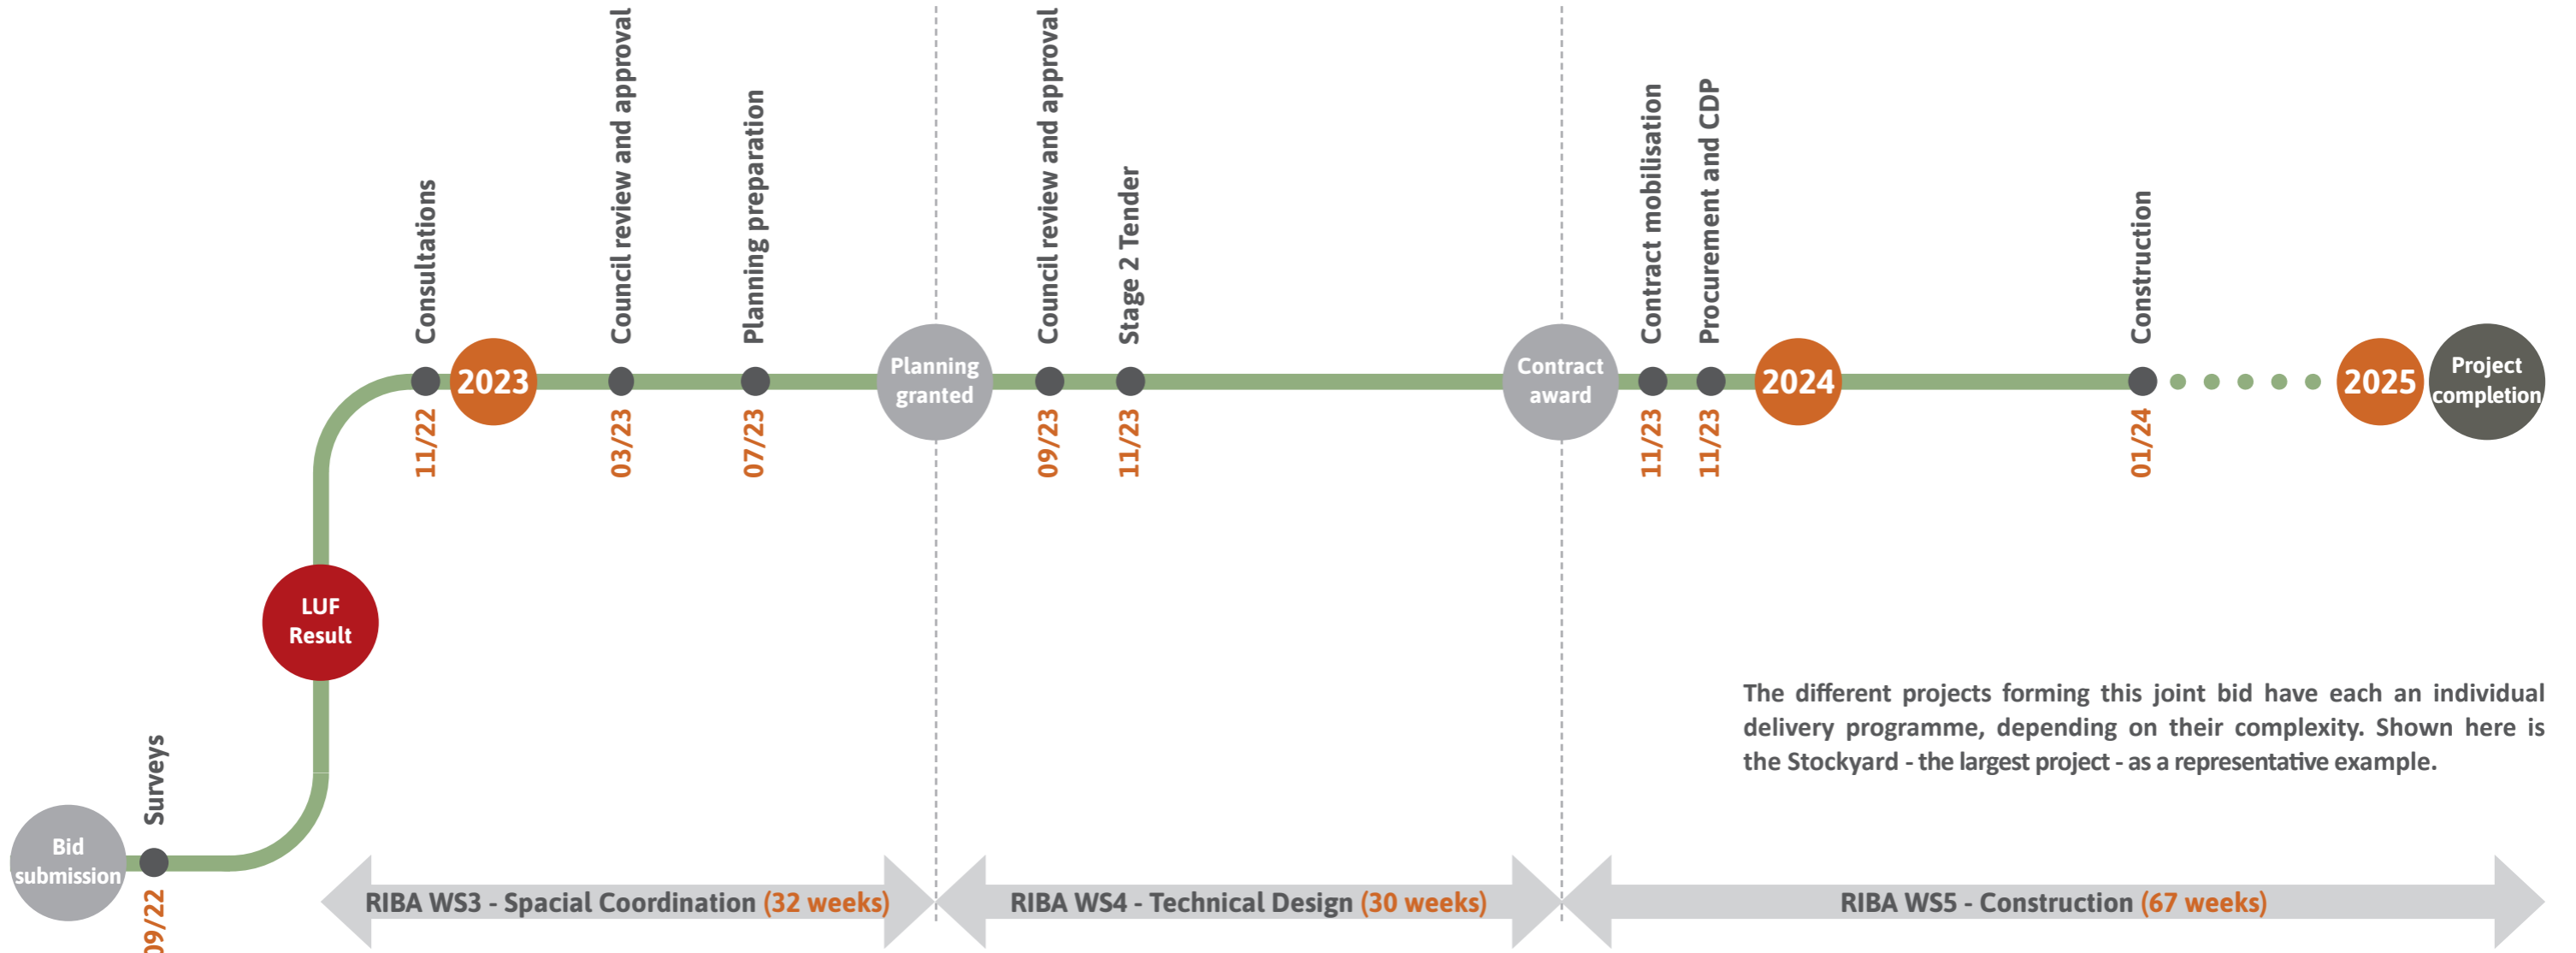 Bid
submission
Surveys
09/22
LUF
Result
Consultations
11/22
2023
Council review and approval
03/23
Planning preparation
07/23
Planning
granted
Council review and approval
09/23
Stage 2 Tender
11/23
Contract
award
Contract mobilisation
11/23
Procurement and CDP
11/23
2024
Construction
01/24
2025
Project
completion
The different projects forming this joint bid have each an individual
delivery programme, depending on their complexity. Shown here is
the Stockyard - the largest project - as a representative example.
RIBA WS3 - Spacial Coordination (32 weeks)
RIBA WS4 - Technical Design (30 weeks)
RIBA WS5 - Construction (67 weeks)